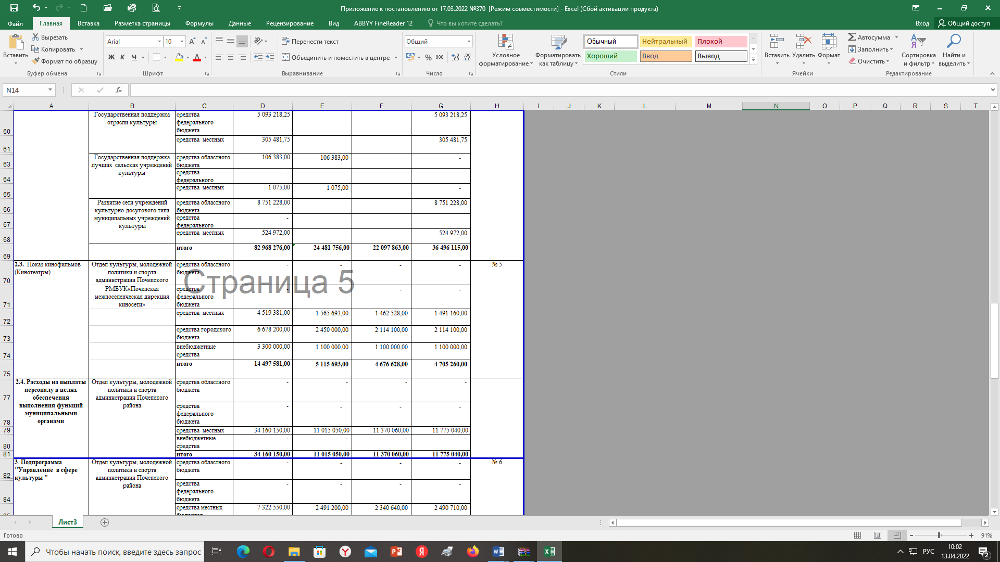 Приложение к постановлению от 17.03.2022 №370 [Режим совместимости] - Excel (Сбой активации продукта)
Файл Главная Вставка Разметка страницы Формулы Данные Рецензирование Вид ABBYY FineReader 12 Что вы хотите сделать? Вход Общий доступ
Вставить
Вырезать
Копировать
Формат по образцу
Буфер обмена
Arial 10
Ж К Ч
Шрифт
Перенести текст
Объединить и поместить в центре
Выравнивание
Общий
% 000
Число
Условное форматирование
Форматировать как таблицу
Обычный Нейтральный Плохой
Хороший Ввод Вывод
Стили
Вставить Удалить Формат
Ячейки
Автосумма
Заполнить
Очистить
Сортировка и фильтр
Найти и выделить
Редактирование
N14
fx
A B C D E F G H I J K L M N O P Q R S T
60 Государственная поддержка отрасли культуры средства федерального бюджета 5 093 218,25 5 093 218,25
61 средства местных 305 481,75 305 481,75
63 Государственная поддержка лучших сельских учреждений культуры средства областного бюджета 106 383,00 106 383,00 -
64 средства федерального -
65 средства местных 1 075,00 1 075,00 -
66 Развитие сети учреждений культурно-досугового типа муниципальных учреждений культуры средства областного бюджета 8 751 228,00 8 751 228,00
67 средства федерального -
68 средства местных 524 972,00 524 972,00
69 итого 82 968 276,00 24 481 756,00 22 097 863,00 36 496 115,00
70 2.3. Показ кинофильмов (Кинотеатры) Отдел культуры, молодежной политики и спорта администрации Почепского средства областного бюджета - - - - № 5
Страница 5
71 РМБУК«Почепская межпоселенческая дирекция киносети» средства федерального бюджета - - - -
72 средства местных 4 519 381,00 1 565 693,00 1 462 528,00 1 491 160,00
73 средства городского бюджета 6 678 200,00 2 450 000,00 2 114 100,00 2 114 100,00
74 внебюджетные средства 3 300 000,00 1 100 000,00 1 100 000,00 1 100 000,00
75 итого 14 497 581,00 5 115 693,00 4 676 628,00 4 705 260,00
77 2.4. Расходы на выплаты персоналу в целях обеспечения выполнения функций муниципальными органами Отдел культуры, молодежной политики и спорта администрации Почепского района средства областного бюджета - - - -
78 средства федерального бюджета - - - -
79 средства местных 34 160 150,00 11 015 050,00 11 370 060,00 11 775 040,00
80 внебюджетные средства - - - -
81 итого 34 160 150,00 11 015 050,00 11 370 060,00 11 775 040,00
82 3. Подпрограмма "Управление в сфере культуры " Отдел культуры, молодежной политики и спорта администрации Почепского района средства областного бюджета - - - - № 6
84 средства федерального бюджета - - - -
средства местных 7 322 550,00 2 491 200,00 2 340 640,00 2 490 710,00
Лист3
Готово 91%
Чтобы начать поиск, введите здесь запрос
РУС 10:02
13.04.2022 2